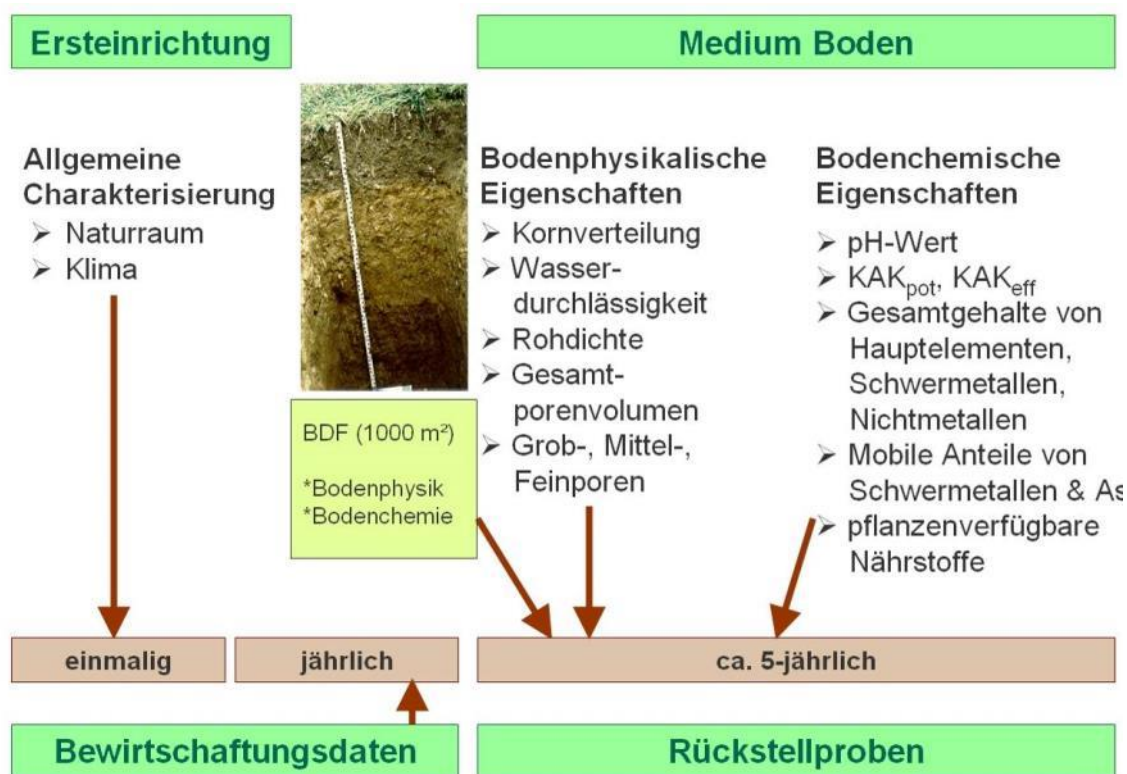 Ersteinrichtung
Medium Boden
Allgemeine
Charakterisierung
➢ Naturraum
➢ Klima
BDF (1000 m²)
*Bodenphysik
*Bodenchemie
Bodenphysikalische
Eigenschaften
➢ Kornverteilung
➢ Wasser-
durchlässigkeit
➢ Rohdichte
➢ Gesamt-
porenvolumen
➢ Grob-, Mittel-,
Feinporen
Bodenchemische
Eigenschaften
➢ pH-Wert
➢ KAKpot, KAKeff
➢ Gesamtgehalte von
Hauptelementen,
Schwermetallen,
Nichtmetallen
➢ Mobile Anteile von
Schwermetallen & As
➢ pflanzenverfügbare
Nährstoffe
einmalig
jährlich
ca. 5-jährlich
Bewirtschaftungsdaten
Rückstellproben